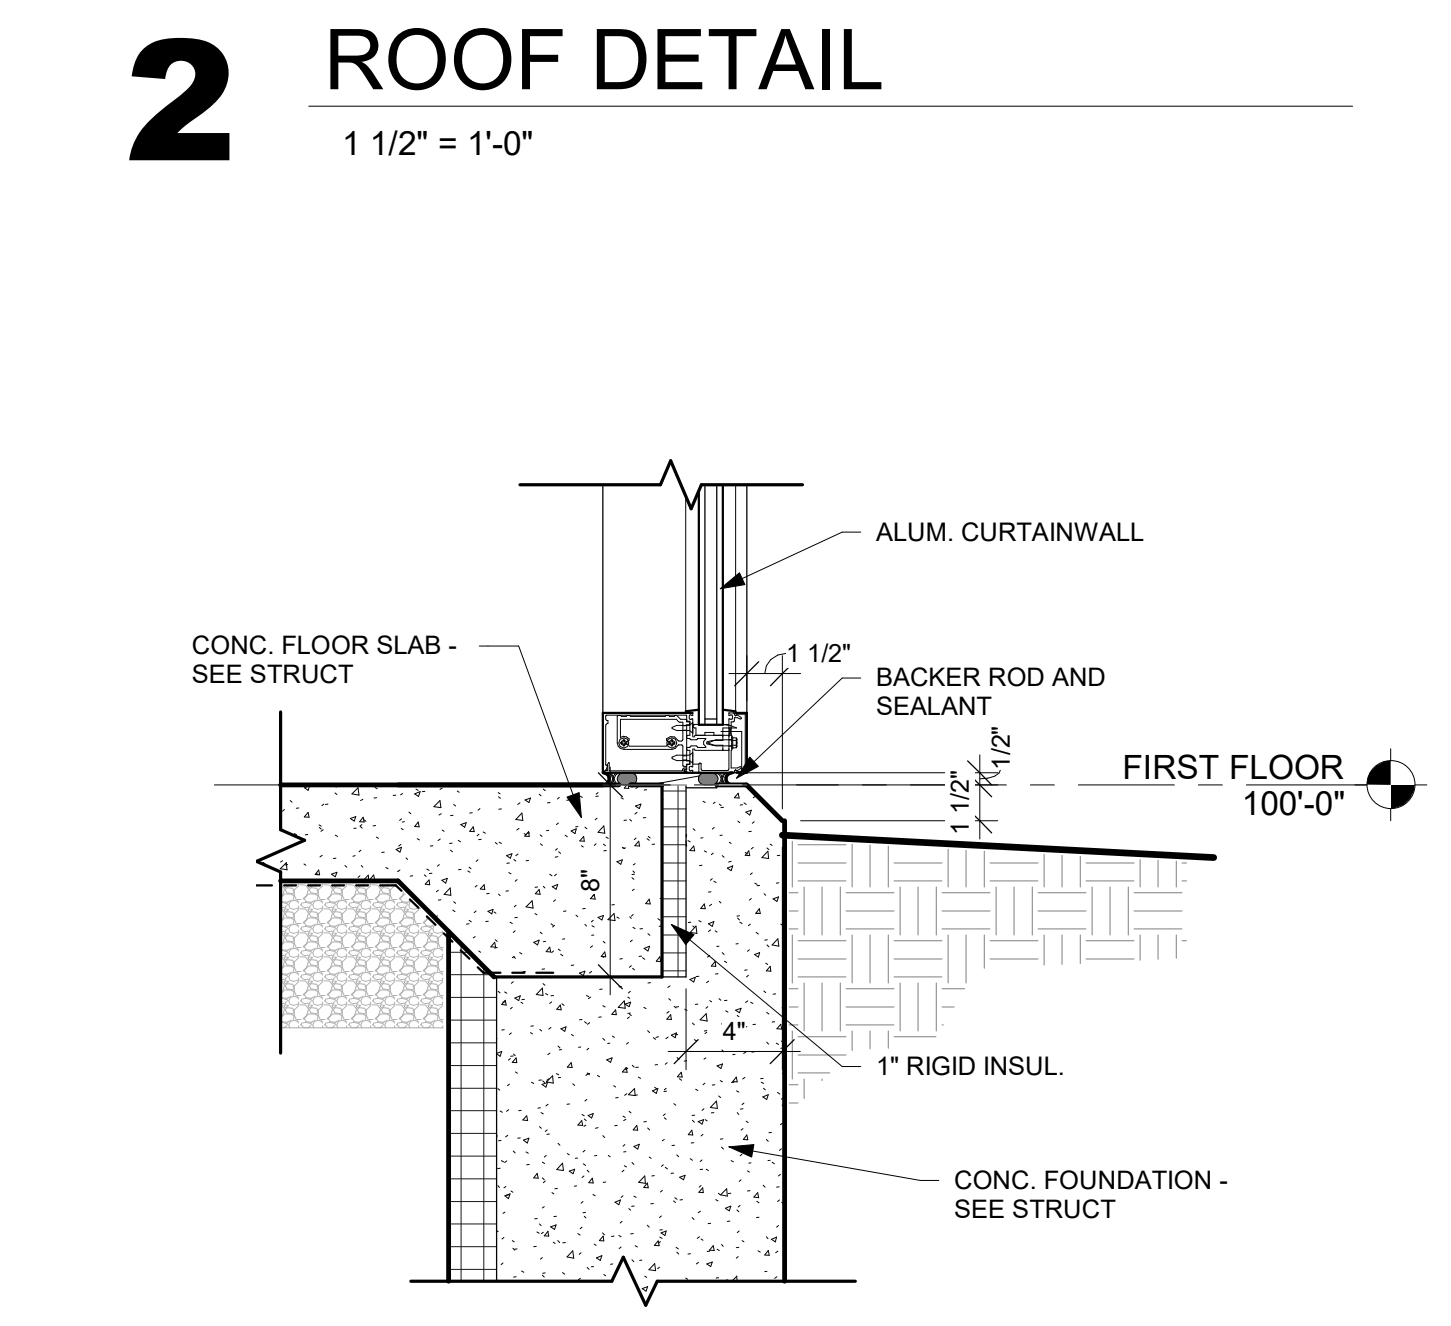 2
ROOF DETAIL
1 1/2" = 1'-0"
ALUM. CURTAINWALL
CONC. FLOOR SLAB -
SEE STRUCT
1 1/2"
BACKER ROD AND
SEALANT
1/2"
1 1/2"
FIRST FLOOR
100'-0"
8"
4"
1" RIGID INSUL.
CONC. FOUNDATION -
SEE STRUCT